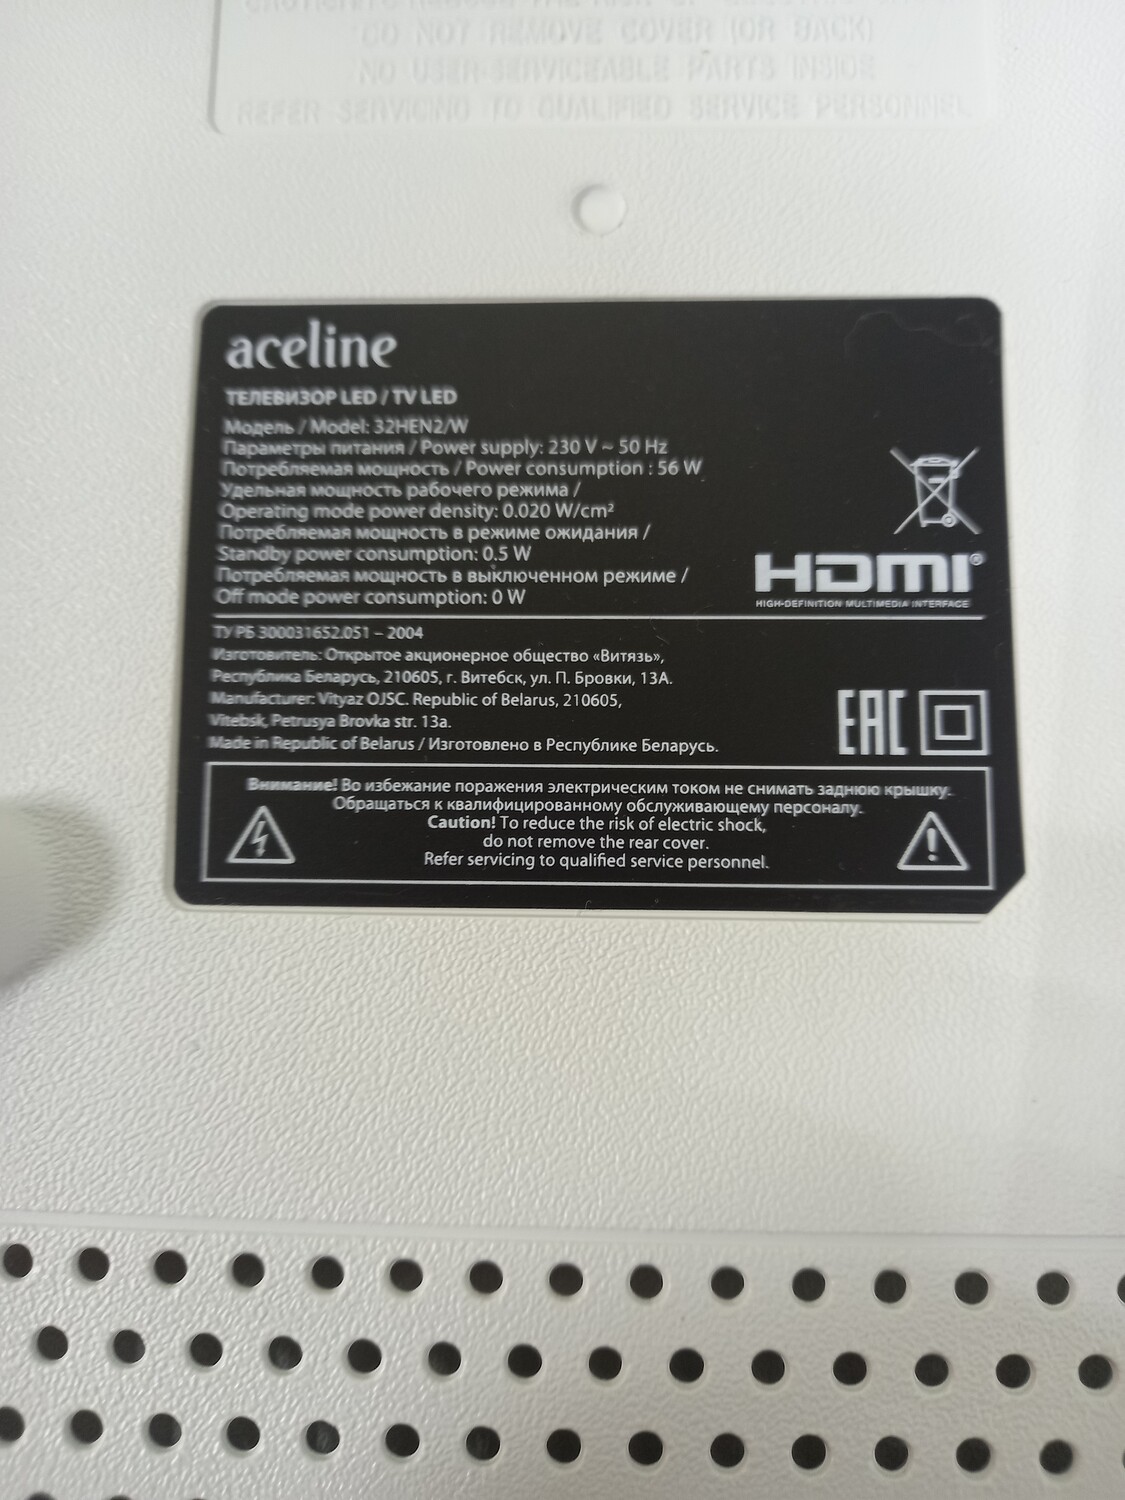 DO NOT REMOVE COVER (OR BACK)
NO USER-SERVICEABLE PARTS INSIDE
REFER SERVICING TO QUALIFIED SERVICE PERSONNEL
aceline
ТЕЛЕВИЗОР LED / TV LED
Модель / Model: 32HEN2/W
Параметры питания / Power supply: 230 V ~ 50 Hz
Потребляемая мощность / Power consumption : 56 W
Удельная мощность рабочего режима /
Operating mode power density: 0.020 W/cm²
Потребляемая мощность в режиме ожидания /
Standby power consumption: 0.5 W
Потребляемая мощность в выключенном режиме /
Off mode power consumption: 0 W
HDMI®
HIGH-DEFINITION MULTIMEDIA INTERFACE
ТУ РБ 300031652.051 – 2004
Изготовитель: Открытое акционерное общество «Витязь»,
Республика Беларусь, 210605, г. Витебск, ул. П. Бровки, 13А.
Manufacturer: Vityaz OJSC. Republic of Belarus, 210605,
Vitebsk, Petrusya Brovka str. 13a.
Made in Republic of Belarus / Изготовлено в Республике Беларусь.
EAC
Внимание! Во избежание поражения электрическим током не снимать заднюю крышку.
Обращаться к квалифицированному обслуживающему персоналу.
Caution! To reduce the risk of electric shock,
do not remove the rear cover.
Refer servicing to qualified service personnel.